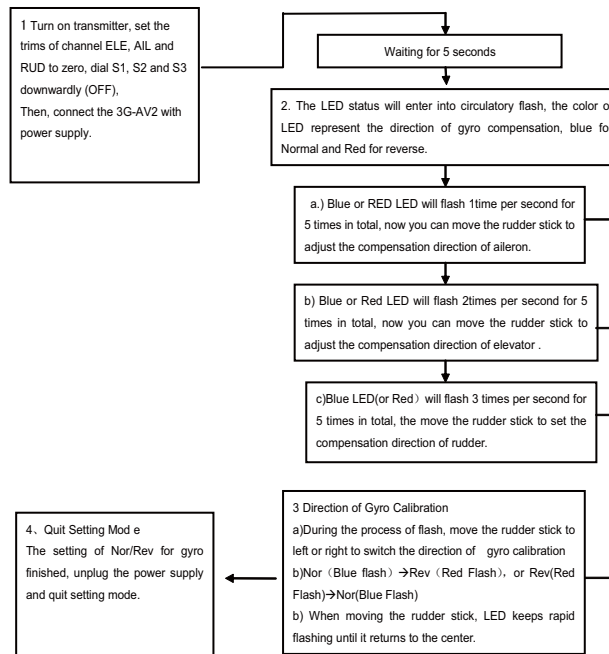 1 Turn on transmitter, set the
trims of channel ELE, AIL and
RUD to zero, dial S1, S2 and S3
downwardly (OFF),
Then, connect the 3G-AV2 with
power supply.
Waiting for 5 seconds
2. The LED status will enter into circulatory flash, the color o
LED represent the direction of gyro compensation, blue fo
Normal and Red for reverse.
a.) Blue or RED LED will flash 1time per second for
5 times in total, now you can move the rudder stick to
adjust the compensation direction of aileron.
b) Blue or Red LED will flash 2times per second for 5
times in total, now you can move the rudder stick to
adjust the compensation direction of elevator .
c)Blue LED(or Red）will flash 3 times per second for
5 times in total, the move the rudder stick to set the
compensation direction of rudder.
3 Direction of Gyro Calibration
a)During the process of flash, move the rudder stick to
left or right to switch the direction of gyro calibration
b)Nor（Blue flash）→Rev（Red Flash）, or Rev(Red
Flash)→Nor(Blue Flash)
b) When moving the rudder stick, LED keeps rapid
flashing until it returns to the center.
4、Quit Setting Mod e
The setting of Nor/Rev for gyro
finished, unplug the power supply
and quit setting mode.